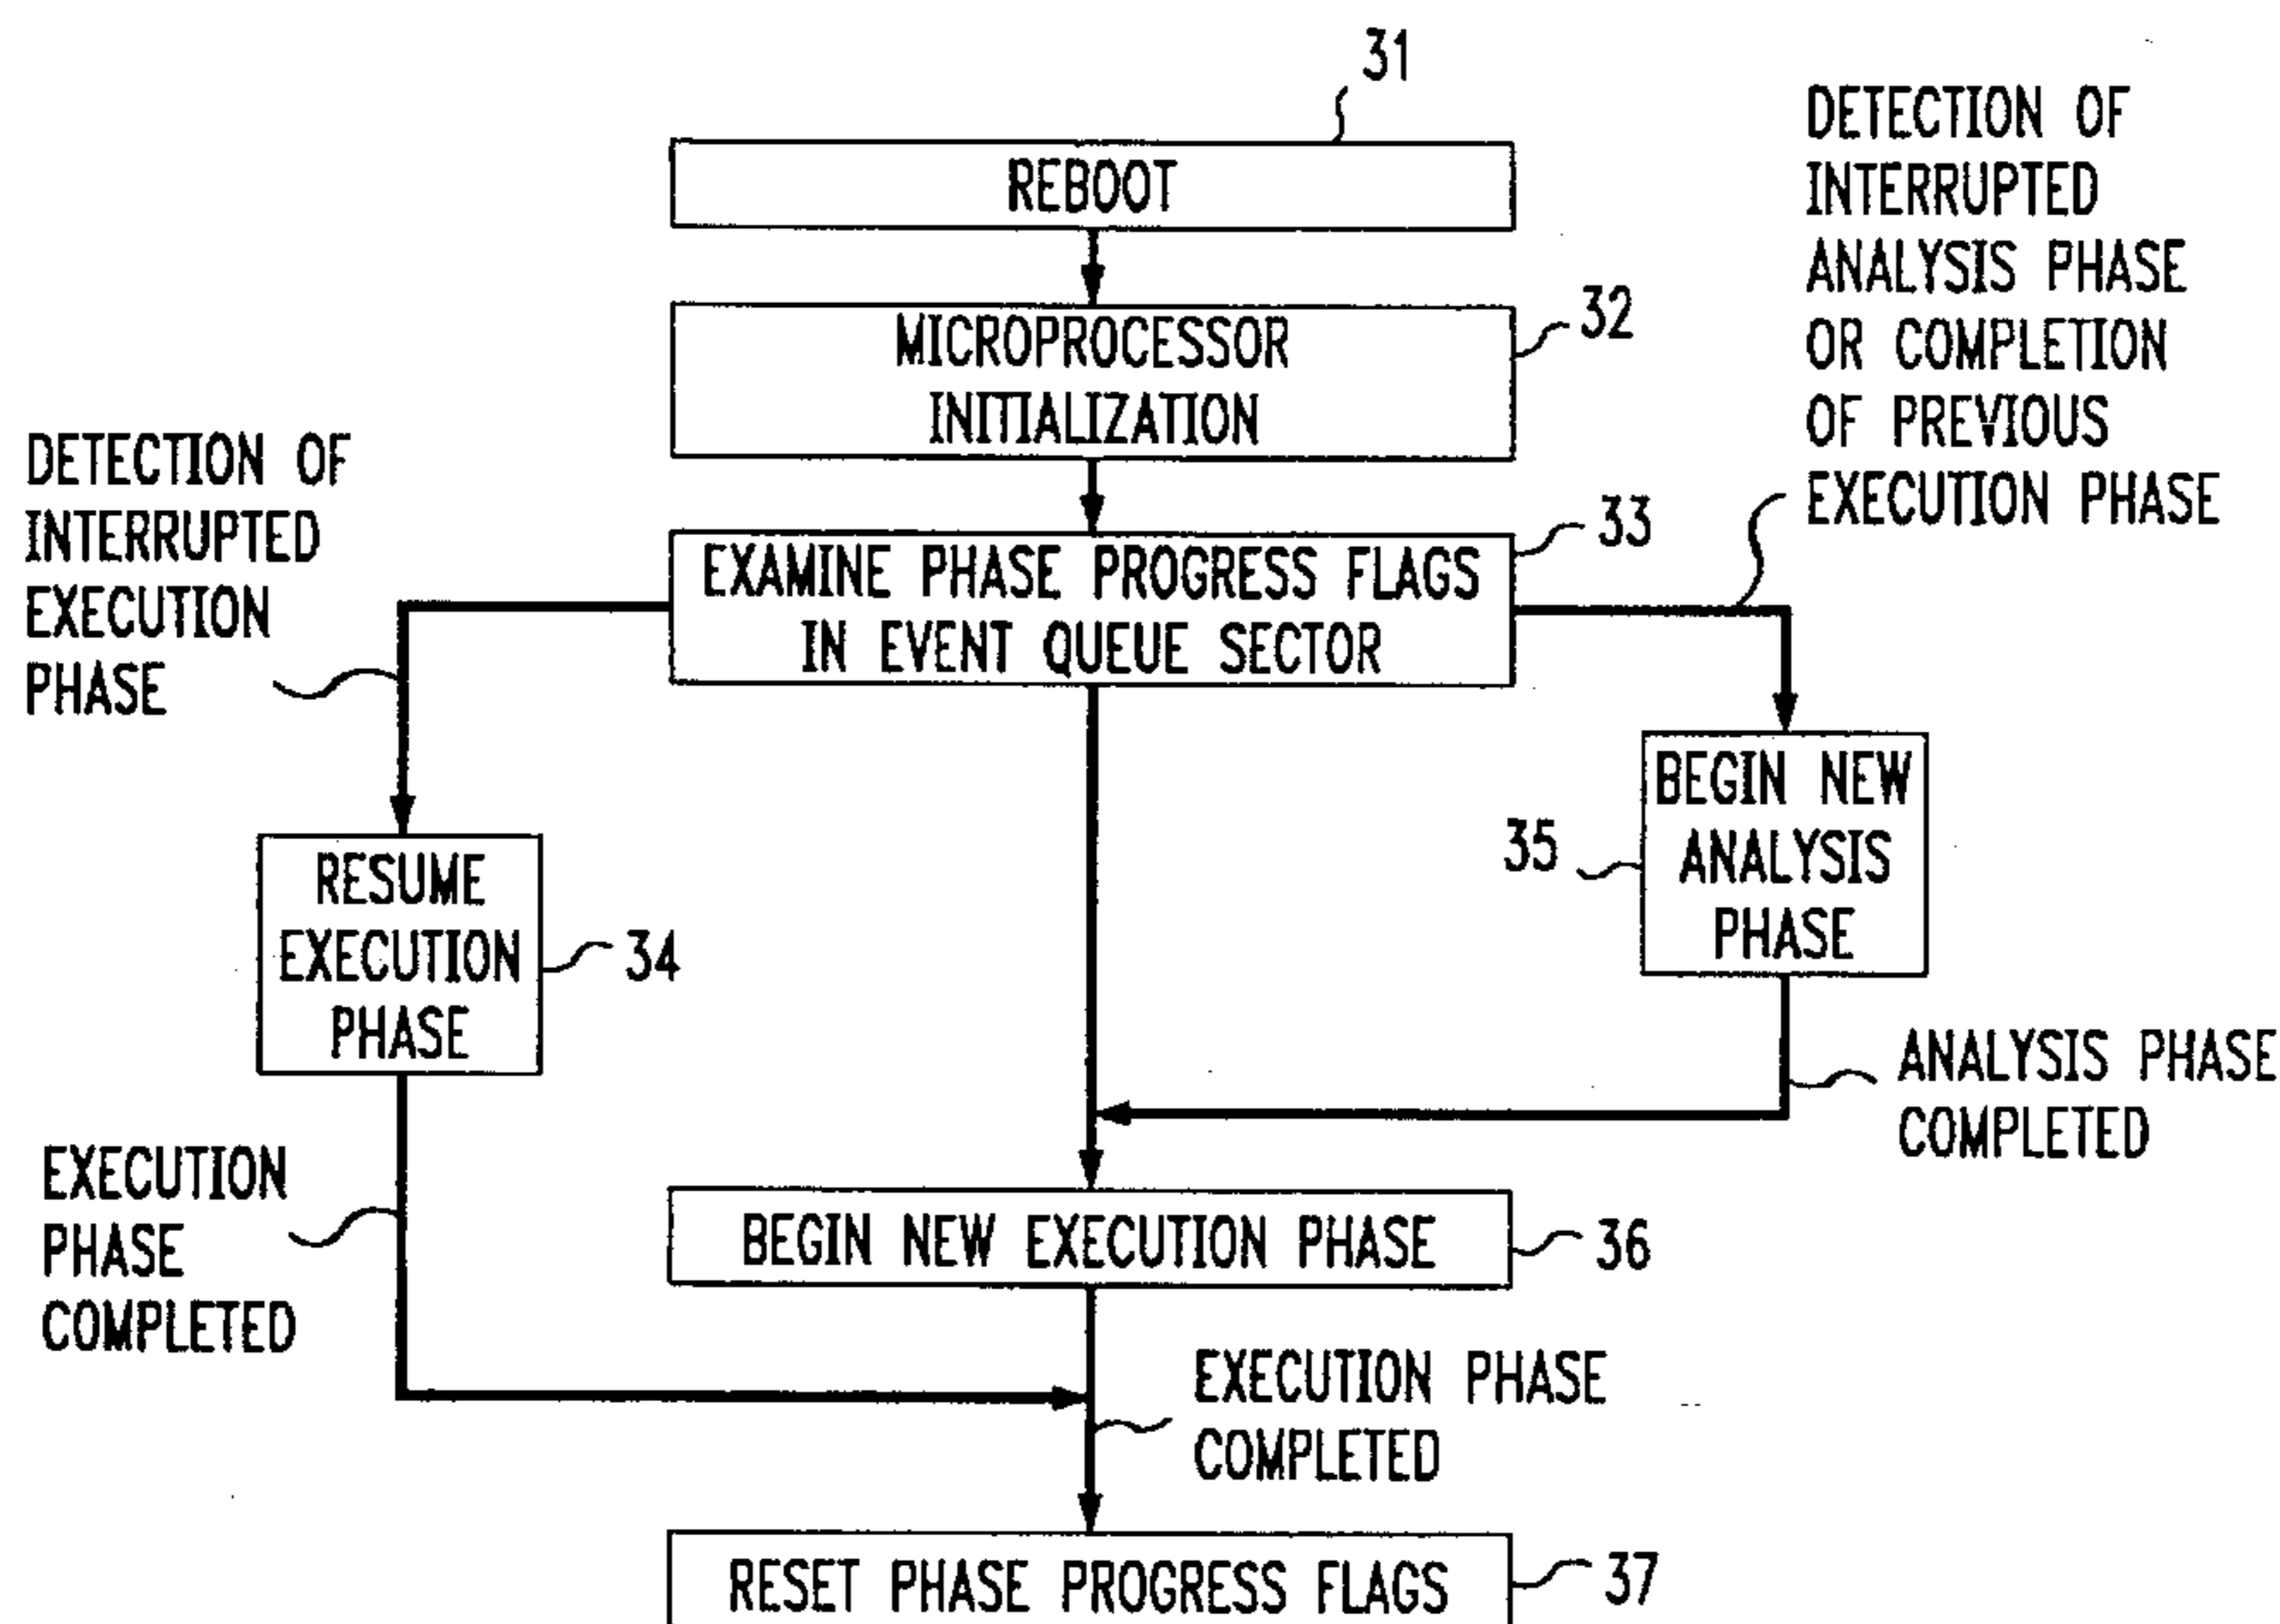 31
REBOOT
32
MICROPROCESSOR
INITIALIZATION
DETECTION OF
INTERRUPTED
ANALYSIS PHASE
OR COMPLETION
OF PREVIOUS
EXECUTION PHASE
DETECTION OF
INTERRUPTED
EXECUTION
PHASE
33
EXAMINE PHASE PROGRESS FLAGS
IN EVENT QUEUE SECTOR
RESUME
EXECUTION
PHASE
34
35
BEGIN NEW
ANALYSIS
PHASE
ANALYSIS PHASE
COMPLETED
EXECUTION
PHASE
COMPLETED
BEGIN NEW EXECUTION PHASE
36
EXECUTION PHASE
COMPLETED
RESET PHASE PROGRESS FLAGS
37